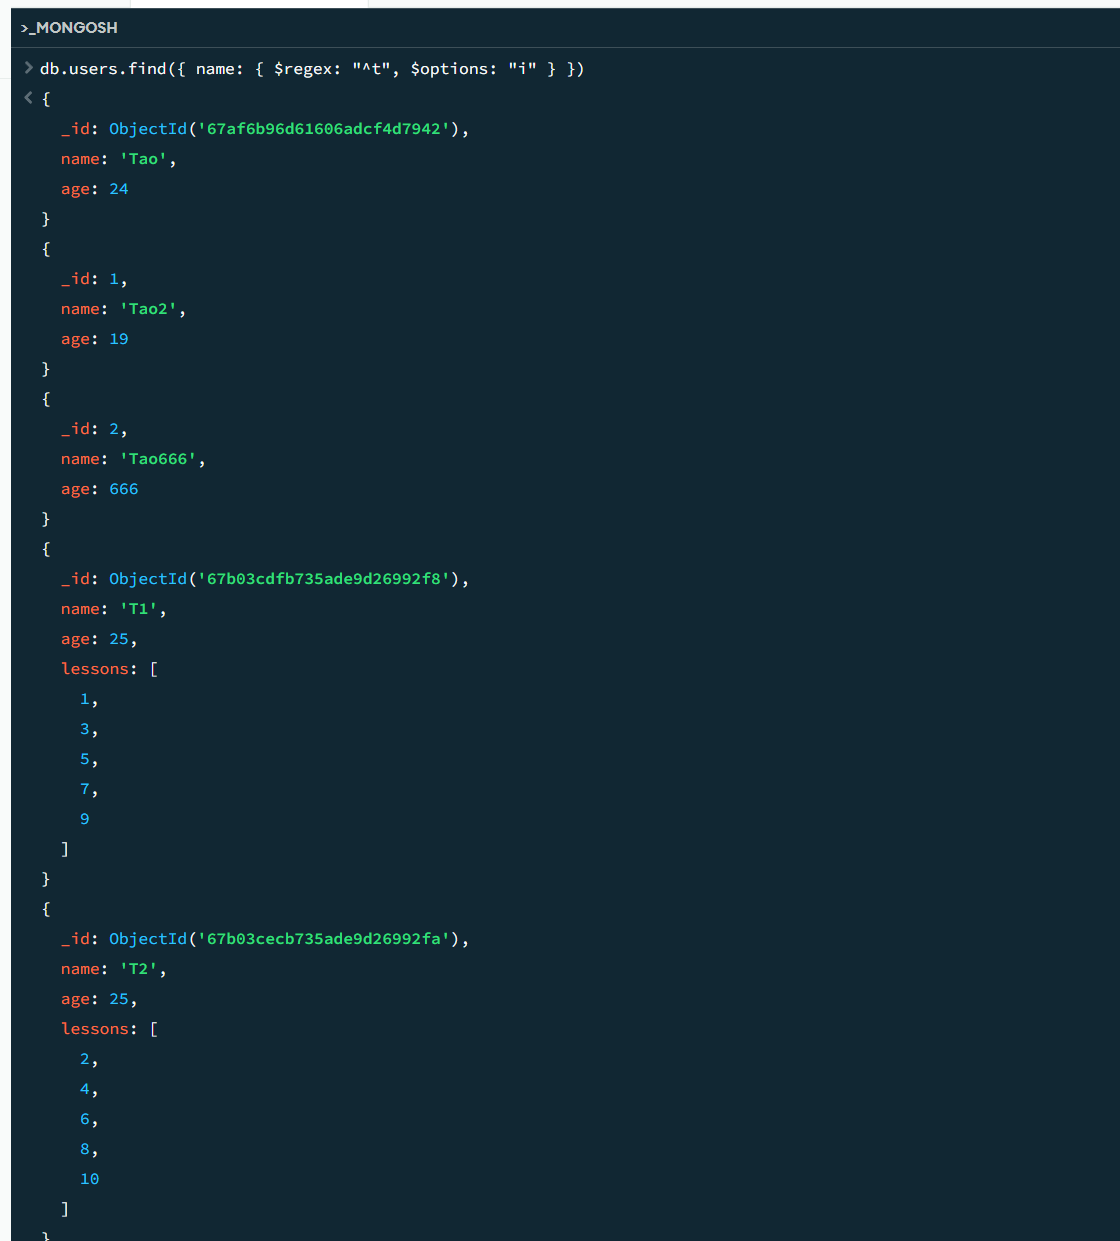 >_MONGOSH
> db.users.find({ name: { $regex: "^t", $options: "i" } })
< {
_id: ObjectId('67af6b96d61606adcf4d7942'),
name: 'Tao',
age: 24
}
{
_id: 1,
name: 'Tao2',
age: 19
}
{
_id: 2,
name: 'Tao666',
age: 666
}
{
_id: ObjectId('67b03cdfb735ade9d26992f8'),
name: 'T1',
age: 25,
lessons: [
1,
3,
5,
7,
9
]
}
{
_id: ObjectId('67b03cecb735ade9d26992fa'),
name: 'T2',
age: 25,
lessons: [
2,
4,
6,
8,
10
]
}